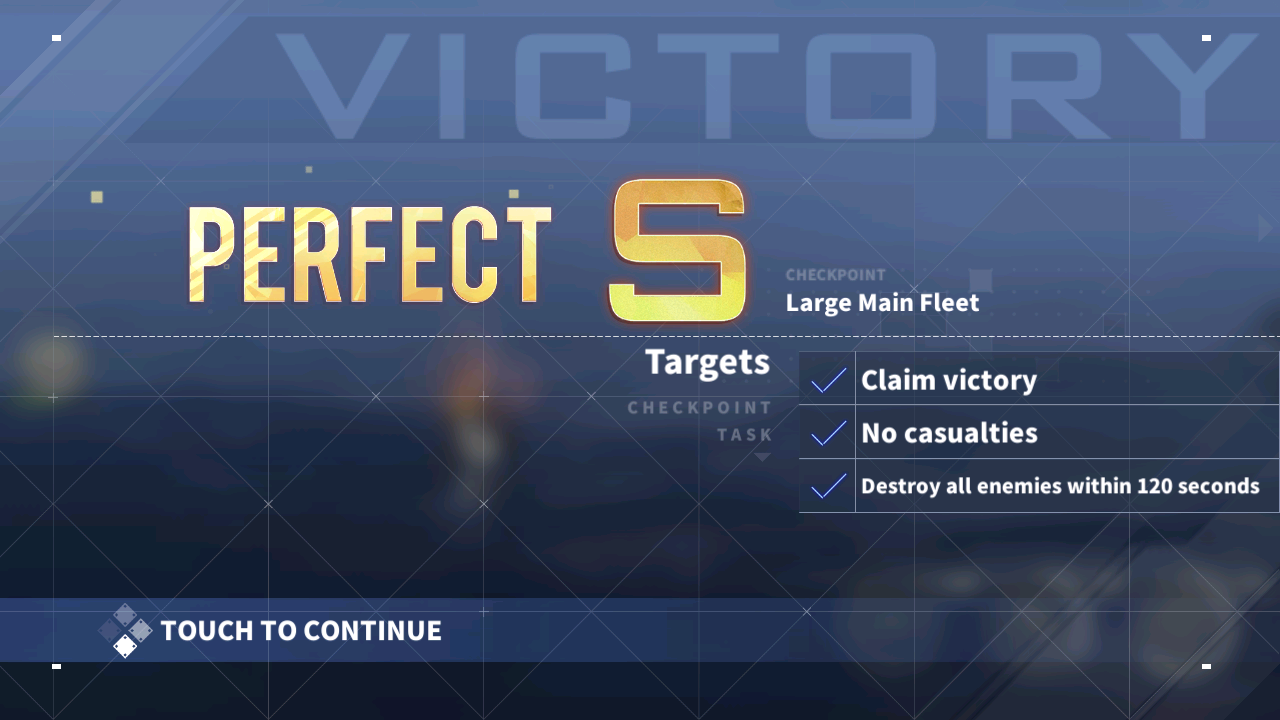 VICTORY
PERFECT S
CHECKPOINT
Large Main Fleet
Targets
CHECKPOINT
TASK
Claim victory
No casualties
Destroy all enemies within 120 seconds
TOUCH TO CONTINUE